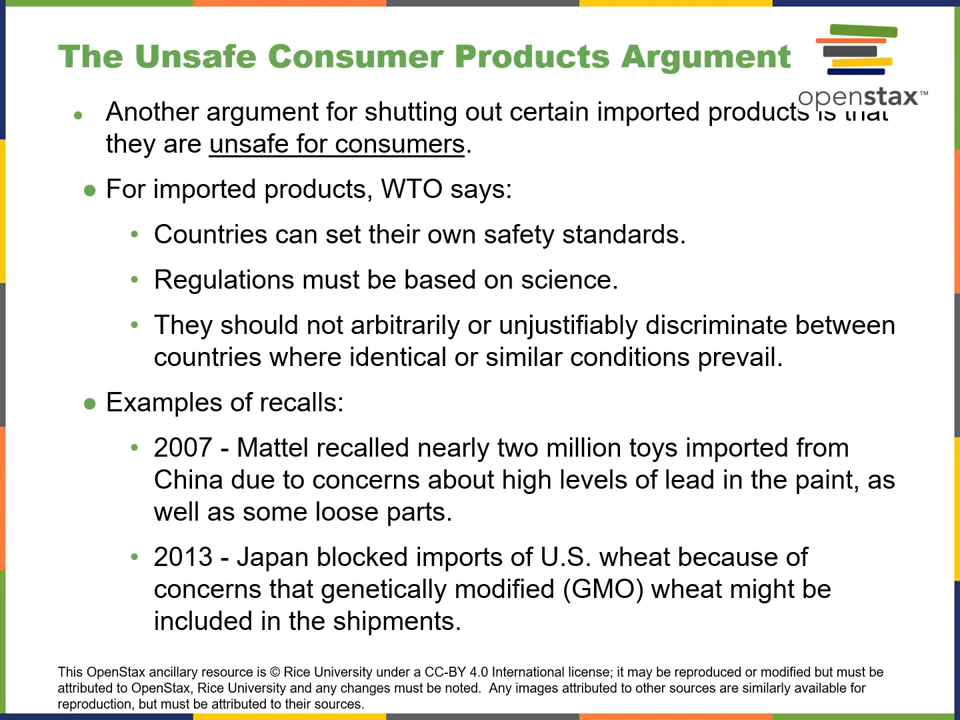 The Unsafe Consumer Products Argument
openstax™
• Another argument for shutting out certain imported products is that
they are unsafe for consumers.
• For imported products, WTO says:
• Countries can set their own safety standards.
• Regulations must be based on science.
• They should not arbitrarily or unjustifiably discriminate between
countries where identical or similar conditions prevail.
• Examples of recalls:
• 2007 - Mattel recalled nearly two million toys imported from
China due to concerns about high levels of lead in the paint, as
well as some loose parts.
• 2013 - Japan blocked imports of U.S. wheat because of
concerns that genetically modified (GMO) wheat might be
included in the shipments.
This OpenStax ancillary resource is © Rice University under a CC-BY 4.0 International license; it may be reproduced or modified but must be
attributed to OpenStax, Rice University and any changes must be noted.  Any images attributed to other sources are similarly available for
reproduction, but must be attributed to their sources.